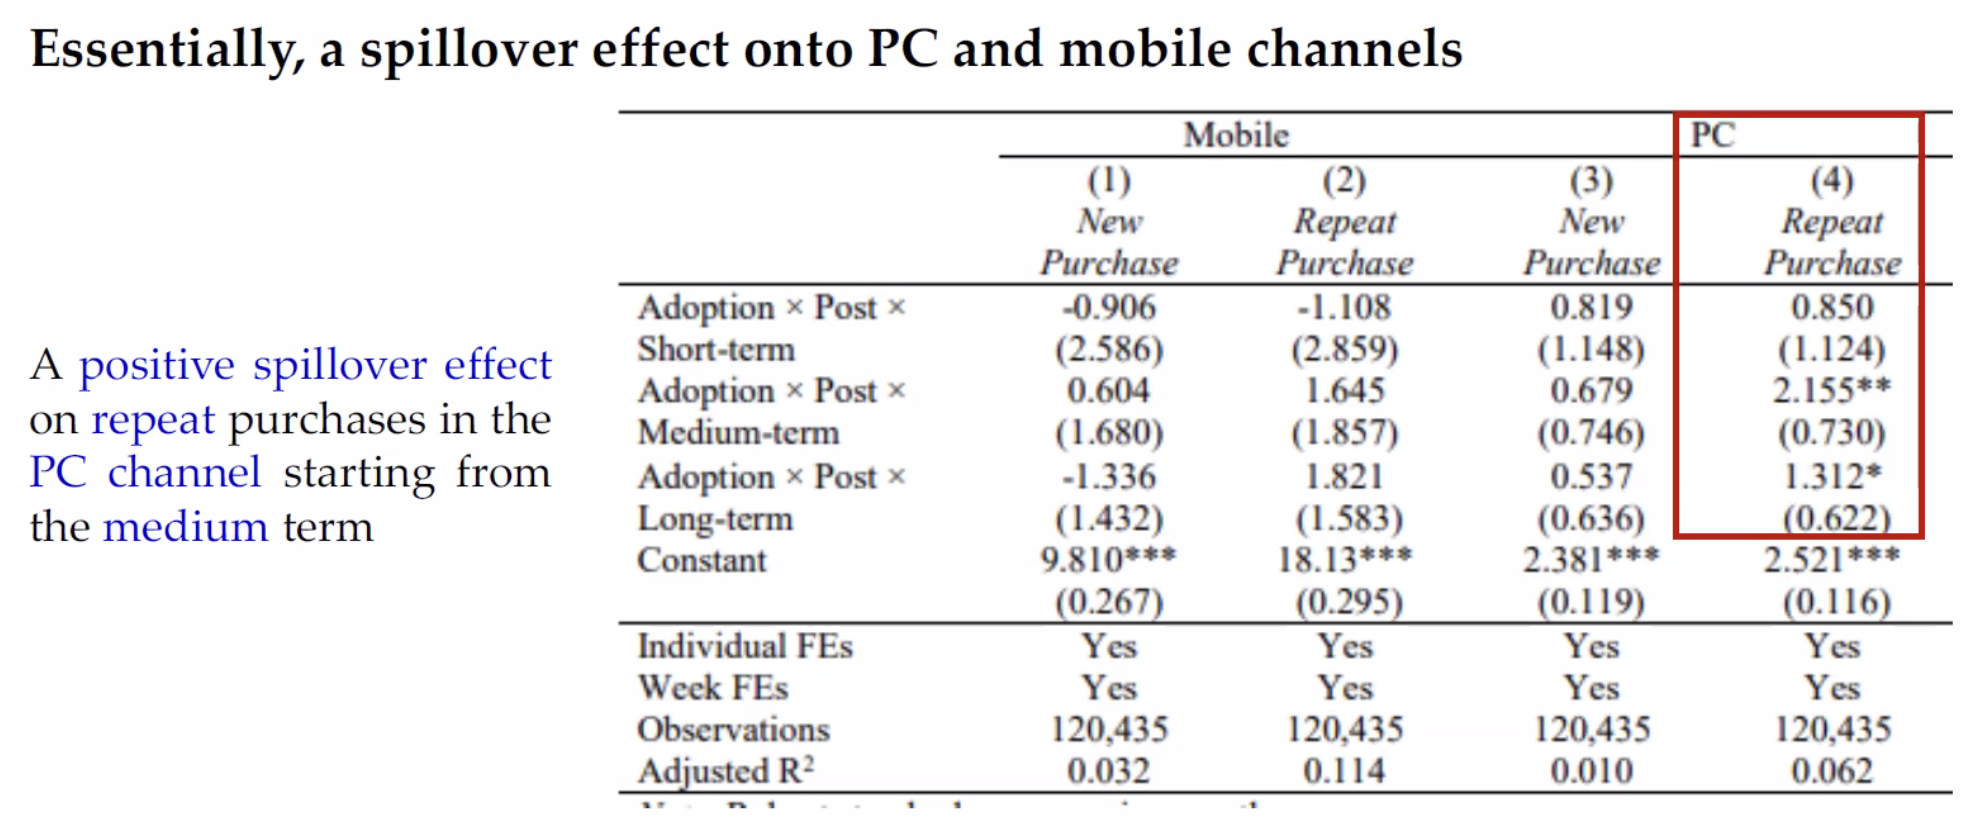 Essentially, a spillover effect onto PC and mobile channels
A positive spillover effect
on repeat purchases in the
PC channel starting from
the medium term
Mobile PC
(1) (2) (3) (4)
New Repeat New Repeat
Purchase Purchase Purchase Purchase
Adoption × Post × -0.906 -1.108 0.819 0.850
Short-term (2.586) (2.859) (1.148) (1.124)
Adoption × Post × 0.604 1.645 0.679 2.155**
Medium-term (1.680) (1.857) (0.746) (0.730)
Adoption × Post × -1.336 1.821 0.537 1.312*
Long-term (1.432) (1.583) (0.636) (0.622)
Constant 9.810*** 18.13*** 2.381*** 2.521***
(0.267) (0.295) (0.119) (0.116)
Individual FEs Yes Yes Yes Yes
Week FEs Yes Yes Yes Yes
Observations 120,435 120,435 120,435 120,435
Adjusted R² 0.032 0.114 0.010 0.062